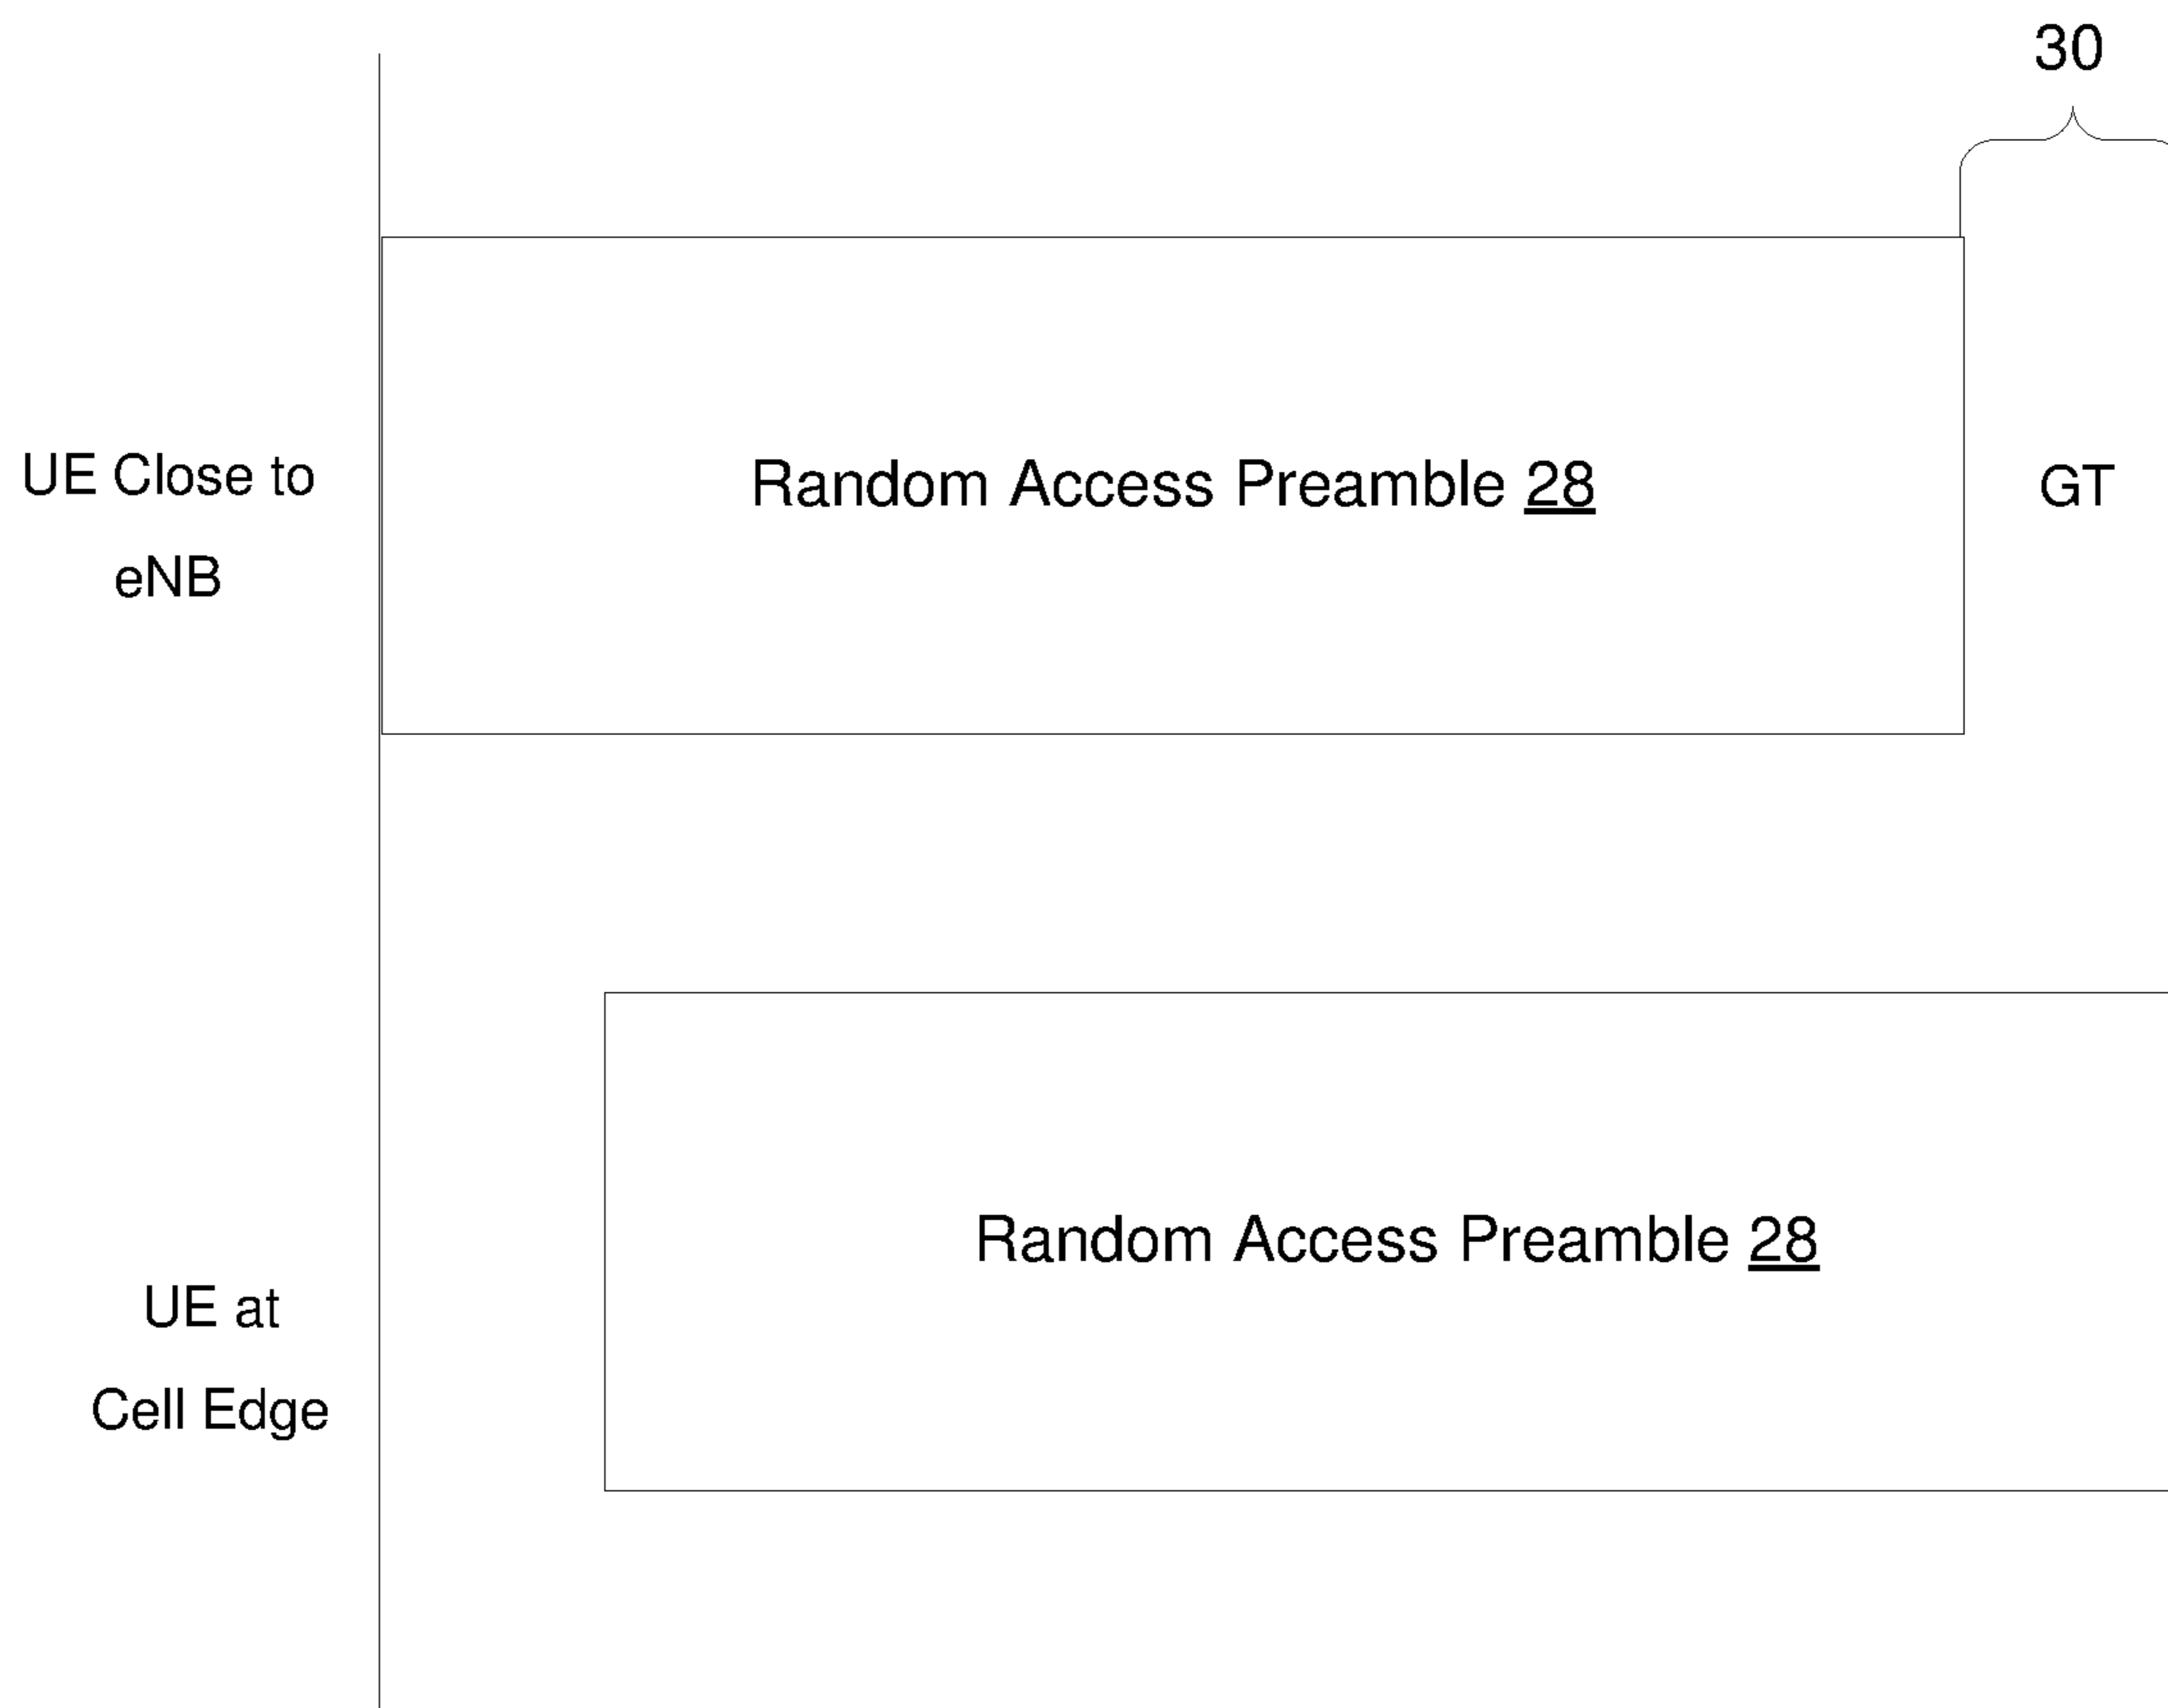 30
UE Close to
eNB
Random Access Preamble 28
GT
Random Access Preamble 28
UE at
Cell Edge